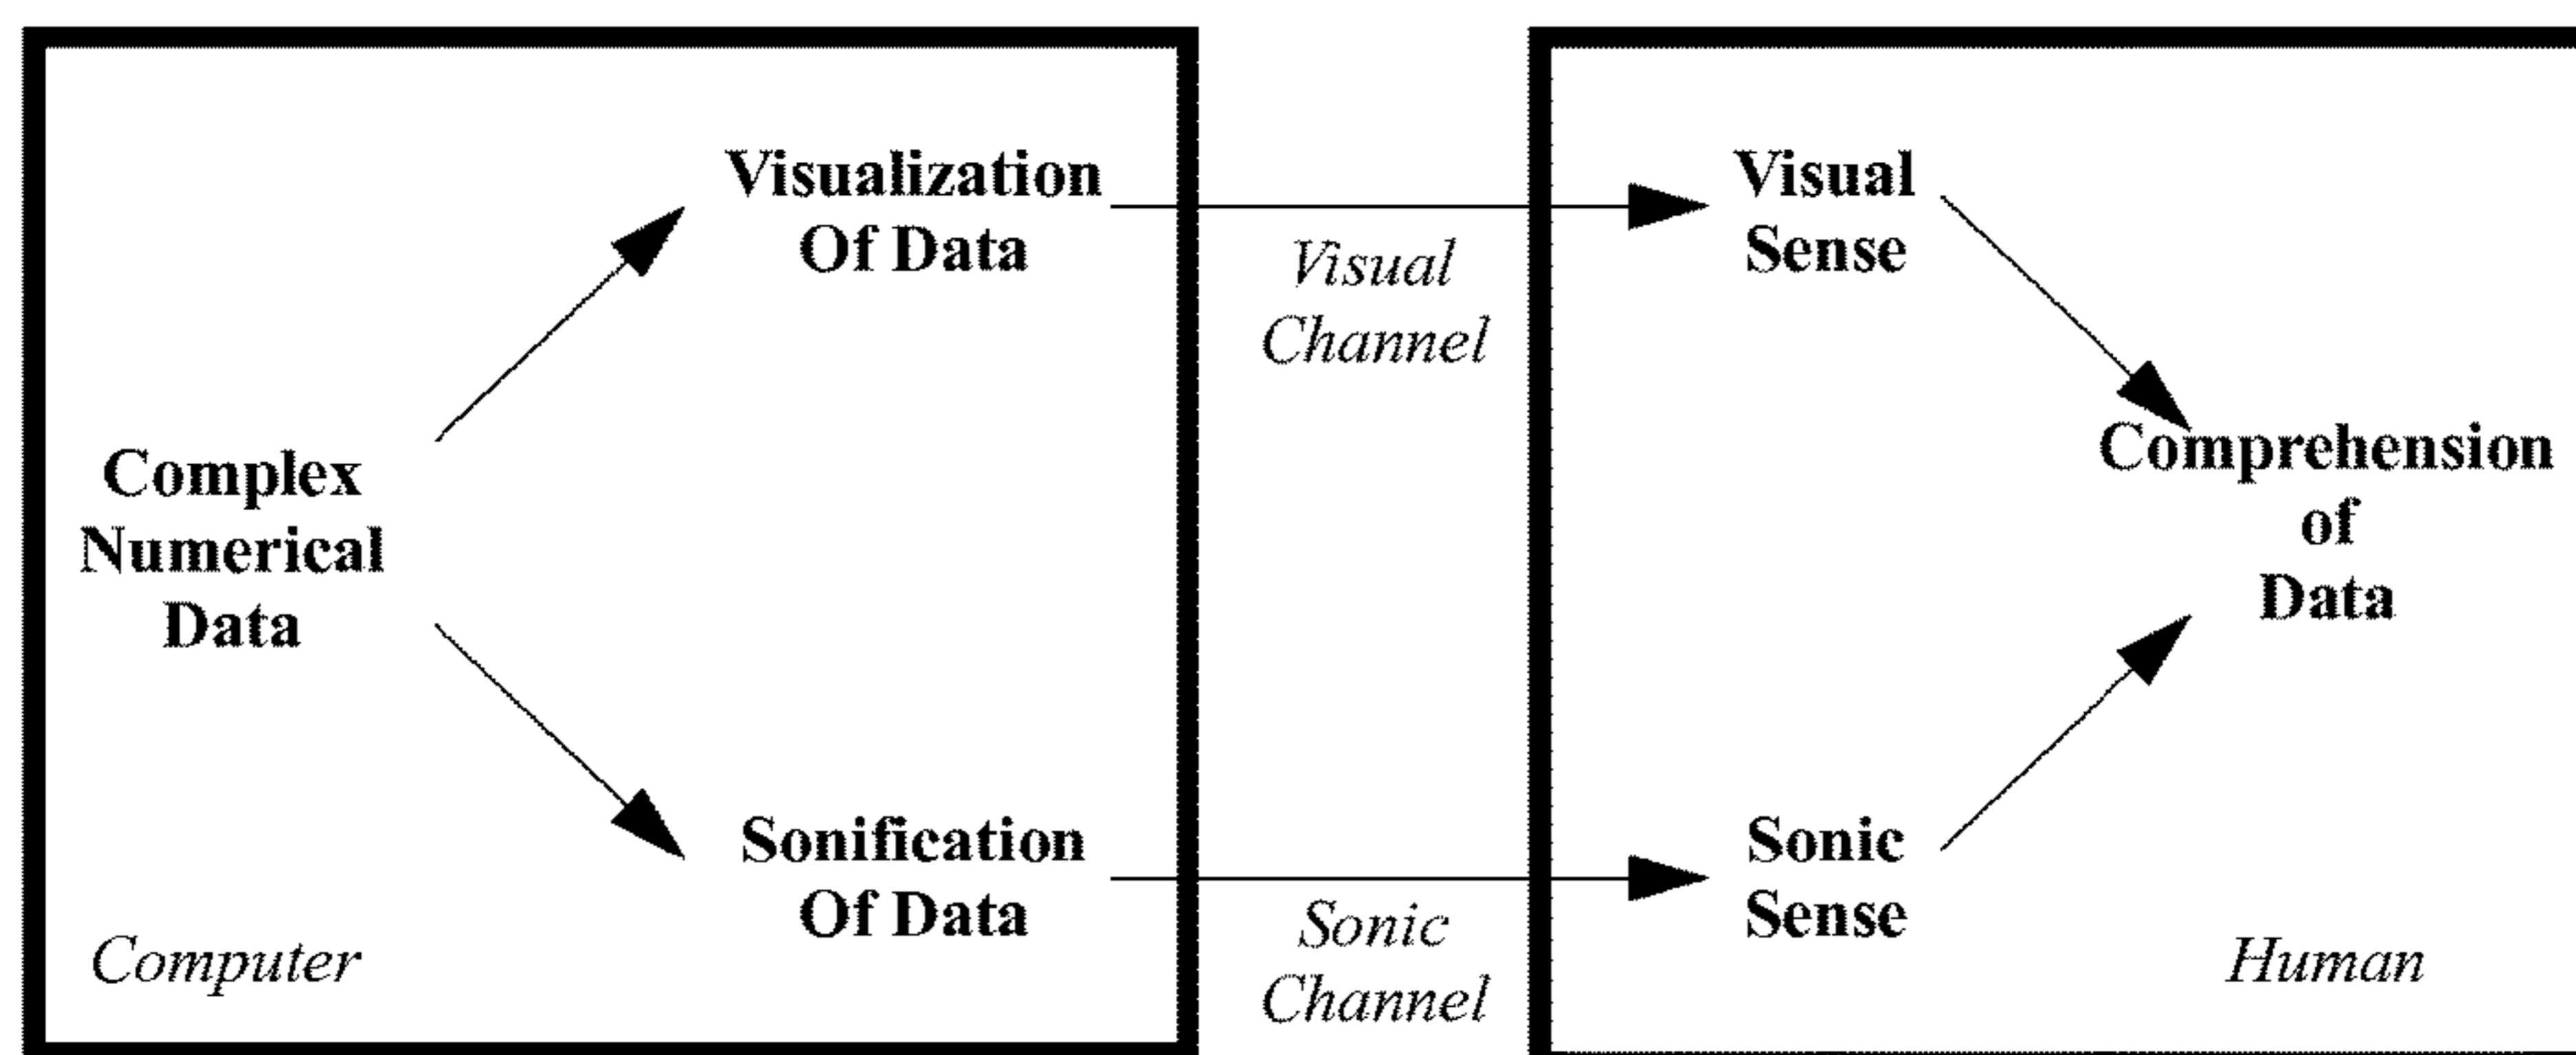 Complex
Numerical
Data
Computer
Visualization
Of Data
Sonification
Of Data
Visual
Channel
Sonic
Channel
Visual
Sense
Sonic
Sense
Comprehension
of
Data
Human